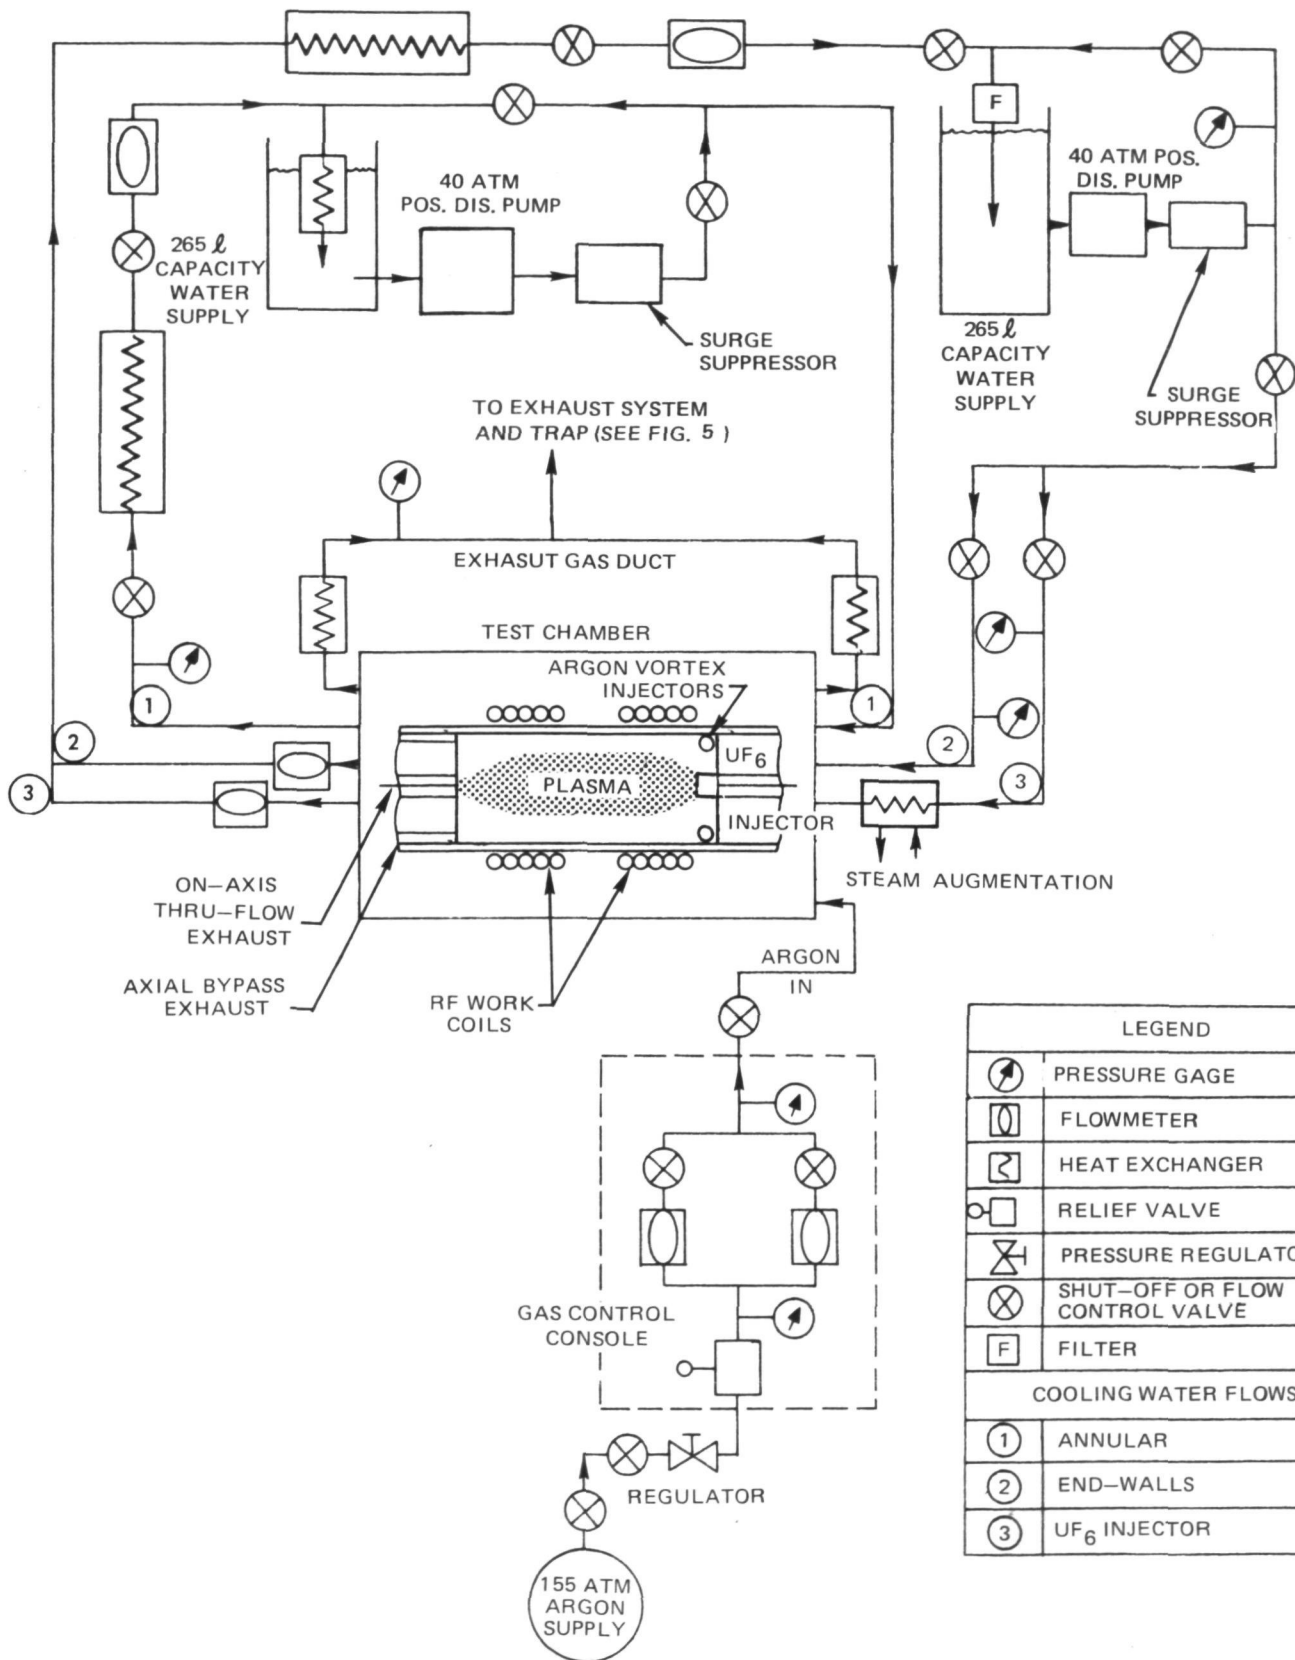 F
40 ATM
POS. DIS. PUMP
265 ℓ
CAPACITY
WATER
SUPPLY
SURGE
SUPPRESSOR
40 ATM POS.
DIS. PUMP
265 ℓ
CAPACITY
WATER
SUPPLY
SURGE
SUPPRESSOR
TO EXHAUST SYSTEM
AND TRAP (SEE FIG. 5 )
EXHASUT GAS DUCT
TEST CHAMBER
ARGON VORTEX
INJECTORS
1
1
2
2
3
3
UF6
PLASMA
INJECTOR
STEAM AUGMENTATION
ON-AXIS
THRU-FLOW
EXHAUST
AXIAL BYPASS
EXHAUST
RF WORK
COILS
ARGON
IN
GAS CONTROL
CONSOLE
REGULATOR
155 ATM
ARGON
SUPPLY
LEGEND
PRESSURE GAGE
FLOWMETER
HEAT EXCHANGER
RELIEF VALVE
PRESSURE REGULATO
SHUT-OFF OR FLOW
CONTROL VALVE
F FILTER
COOLING WATER FLOWS
1 ANNULAR
2 END-WALLS
3 UF6 INJECTOR